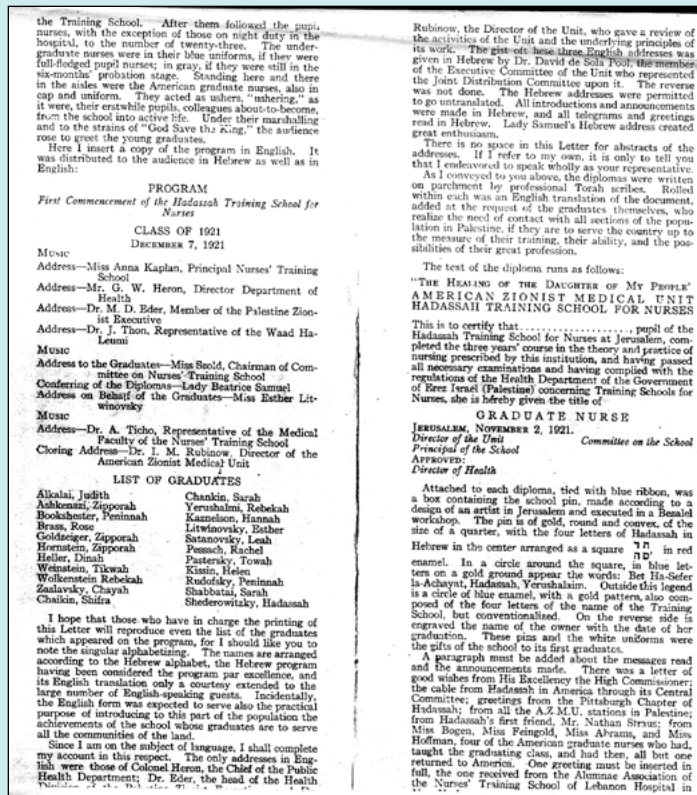 the Training School. After them followed the pupil
nurses, with the exception of those on night duty in the
hospital, to the number of twenty-three. The under-
graduate nurses were in their blue uniforms, if they were
full-fledged pupil nurses; in gray, if they were still in the
six-months' probation stage. Standing here and there
in the aisles were the American graduate nurses, also in
cap and uniform. They acted as ushers, "ushering," as
it were, their erstwhile pupils, colleagues about-to-become,
from the school into active life. Under their marshalling
and to the strains of "God Save the King," the audience
rose to greet the young graduates.
Here I insert a copy of the program in English. It
was distributed to the audience in Hebrew as well as in
English:
PROGRAM
First Commencement of the Hadassah Training School for
Nurses
CLASS OF 1921
DECEMBER 7, 1921
MUSIC
Address—Miss Anna Kaplan, Principal Nurses' Training
School
Address—Mr. G. W. Heron, Director Department of
Health
Address—Dr. M. D. Eder, Member of the Palestine Zion-
ist Executive
Address—Dr. J. Thon, Representative of the Waad Ha-
Leumi
MUSIC
Address to the Graduates—Miss Szold, Chairman of Com-
mittee on Nurses' Training School
Conferring of the Diplomas—Lady Beatrice Samuel
Address on Behalf of the Graduates—Miss Esther Lit-
winovsky
MUSIC
Address—Dr. A. Ticho, Representative of the Medical
Faculty of the Nurses' Training School
Closing Address—Dr. I. M. Rubinow, Director of the
American Zionist Medical Unit
LIST OF GRADUATES
Alkalai, Judith
Ashkenazi, Zipporah
Bookshester, Peninnah
Brass, Rose
Goldzeiger, Zipporah
Hornstein, Zipporah
Heller, Dinah
Weinstein, Tikwah
Wolkenstein Rebekah
Zaslavsky, Chayah
Chaikin, Shifra
Chankin, Sarah
Yerushalmi, Rebekah
Kaznelson, Hannah
Litwinovsky, Esther
Satanovsky, Leah
Pessach, Rachel
Pastersky, Towah
Kissin, Helen
Rudofsky, Peninnah
Shabbatai, Sarah
Shederowitzky, Hadassah
I hope that those who have in charge the printing of
this Letter will reproduce even the list of the graduates
which appeared on the program, for I should like you to
note the singular alphabetizing. The names are arranged
according to the Hebrew alphabet, the Hebrew program
having been considered the program par excellence, and
its English translation only a courtesy extended to the
large number of English-speaking guests. Incidentally,
the English form was expected to serve also the practical
purpose of introducing to this part of the population the
achievements of the school whose graduates are to serve
all the communities of the land.
Since I am on the subject of language, I shall complete
my account in this respect. The only addresses in Eng-
lish were those of Colonel Heron, the Chief of the Public
Health Department; Dr. Eder, the head of the Health
Rubinow, the Director of the Unit, who gave a review of
the activities of the Unit and the underlying principles of
its work. The gist oft hese three English addresses was
given in Hebrew by Dr. David de Sola Pool, the member
of the Executive Committee of the Unit who represented
the Joint Distribution Committee upon it. The reverse
was not done. The Hebrew addresses were permitted
to go untranslated. All introductions and announcements
were made in Hebrew, and all telegrams and greetings
read in Hebrew. Lady Samuel's Hebrew address created
great enthusiasm.
There is no space in this Letter for abstracts of the
addresses. If I refer to my own, it is only to tell you
that I endeavored to speak wholly as your representative.
As I conveyed to you above, the diplomas were written
on parchment by professional Torah scribes. Rolled
within each was an English translation of the document,
added at the request of the graduates themselves, who
realize the need of contact with all sections of the popu-
lation in Palestine, if they are to serve the country up to
the measure of their training, their ability, and the pos-
sibilities of their great profession.
The text of the diploma runs as follows:
"THE HEALING OF THE DAUGHTER OF MY PEOPLE'
AMERICAN ZIONIST MEDICAL UNIT
HADASSAH TRAINING SCHOOL FOR NURSES
This is to certify that...................., pupil of the
Hadassah Training School for Nurses at Jerusalem, com-
pleted the three years' course in the theory and practice of
nursing prescribed by this institution, and having passed
all necessary examinations and having complied with the
regulations of the Health Department of the Government
of Erez Israel (Palestine) concerning Training Schools for
Nurses, she is hereby given the title of
GRADUATE NURSE
JERUSALEM, NOVEMBER 2, 1921.
Director of the Unit Committee on the School
Principal of the School
APPROVED:
Director of Health
Attached to each diploma, tied with blue ribbon, was
a box containing the school pin, made according to a
design of an artist in Jerusalem and executed in a Bezalel
workshop. The pin is of gold, round and convex, of the
size of a quarter, with the four letters of Hadassah in
Hebrew in the center arranged as a square in red
enamel. In a circle around the square, in blue let-
ters on a gold ground appear the words: Bet Ha-Sefer
la-Achayat, Hadassah, Yerushalaim. Outside this legend
is a circle of blue enamel, with a gold pattern, also com-
posed of the four letters of the name of the Training
School, but conventionalized. On the reverse side is
engraved the name of the owner with the date of her
graduation. These pins and the white uniforms were
the gifts of the school to its first graduates.
A paragraph must be added about the messages read
and the announcements made. There was a letter of
good wishes from His Excellency the High Commissioner;
the cable from Hadassah in America through its Central
Committee; greetings from the Pittsburgh Chapter of
Hadassah; from all the A.Z.M.U. stations in Palestine;
from Hadassah's first friend, Mr. Nathan Straus; from
Miss Bogen, Miss Feingold, Miss Abrams, and Miss
Hoffman, four of the American graduate nurses who had,
taught the graduating class, and had then, all but one
returned to America. One greeting must be inserted in
full, the one received from the Alumnae Association of
the Nurses' Training School of Lebanon Hospital in